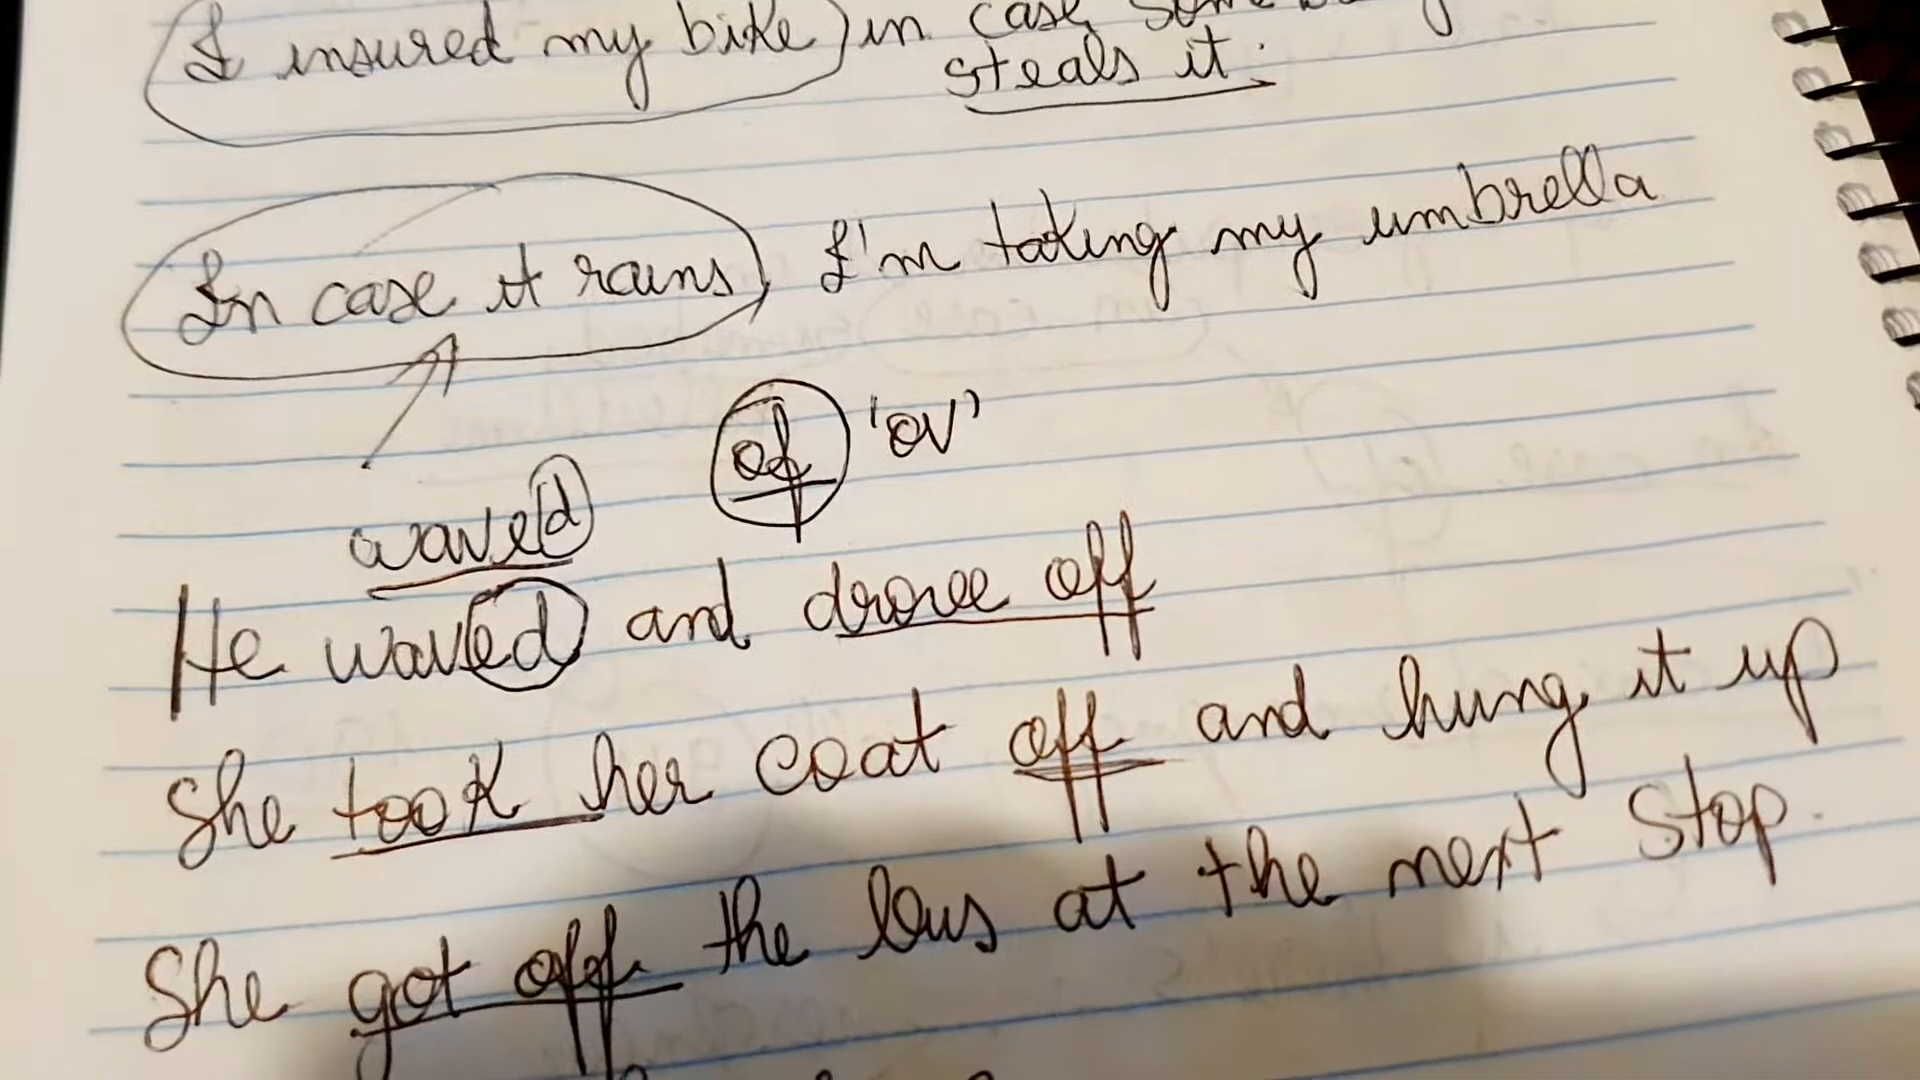 I insured my bike in case somebody
steals it.
In case it rains, I'm taking my umbrella
of 'ov'
waved
He waved and drove off
She took her coat off and hung it up
She got off the bus at the next stop.